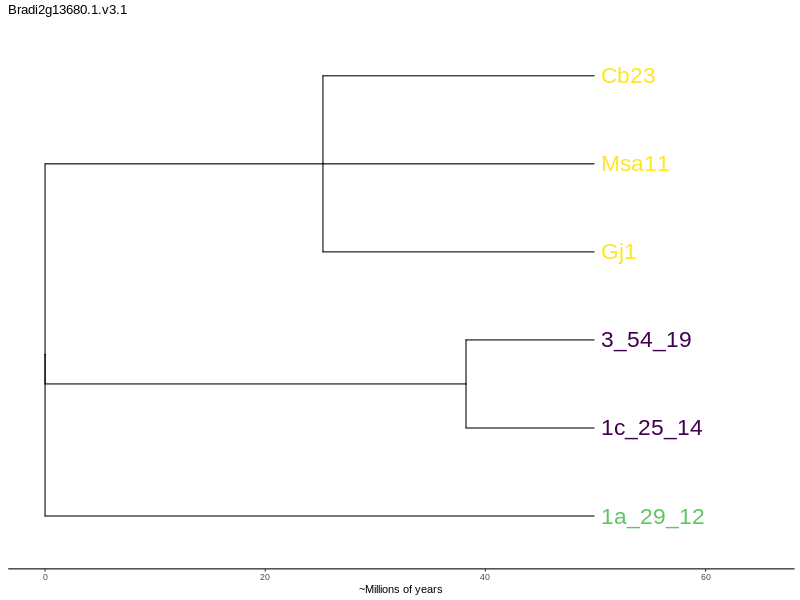 Bradi2g13680.1.v3.1
Cb23
Msa11
Gj1
3_54_19
1c_25_14
1a_29_12
0 20 40 60
~Millions of years